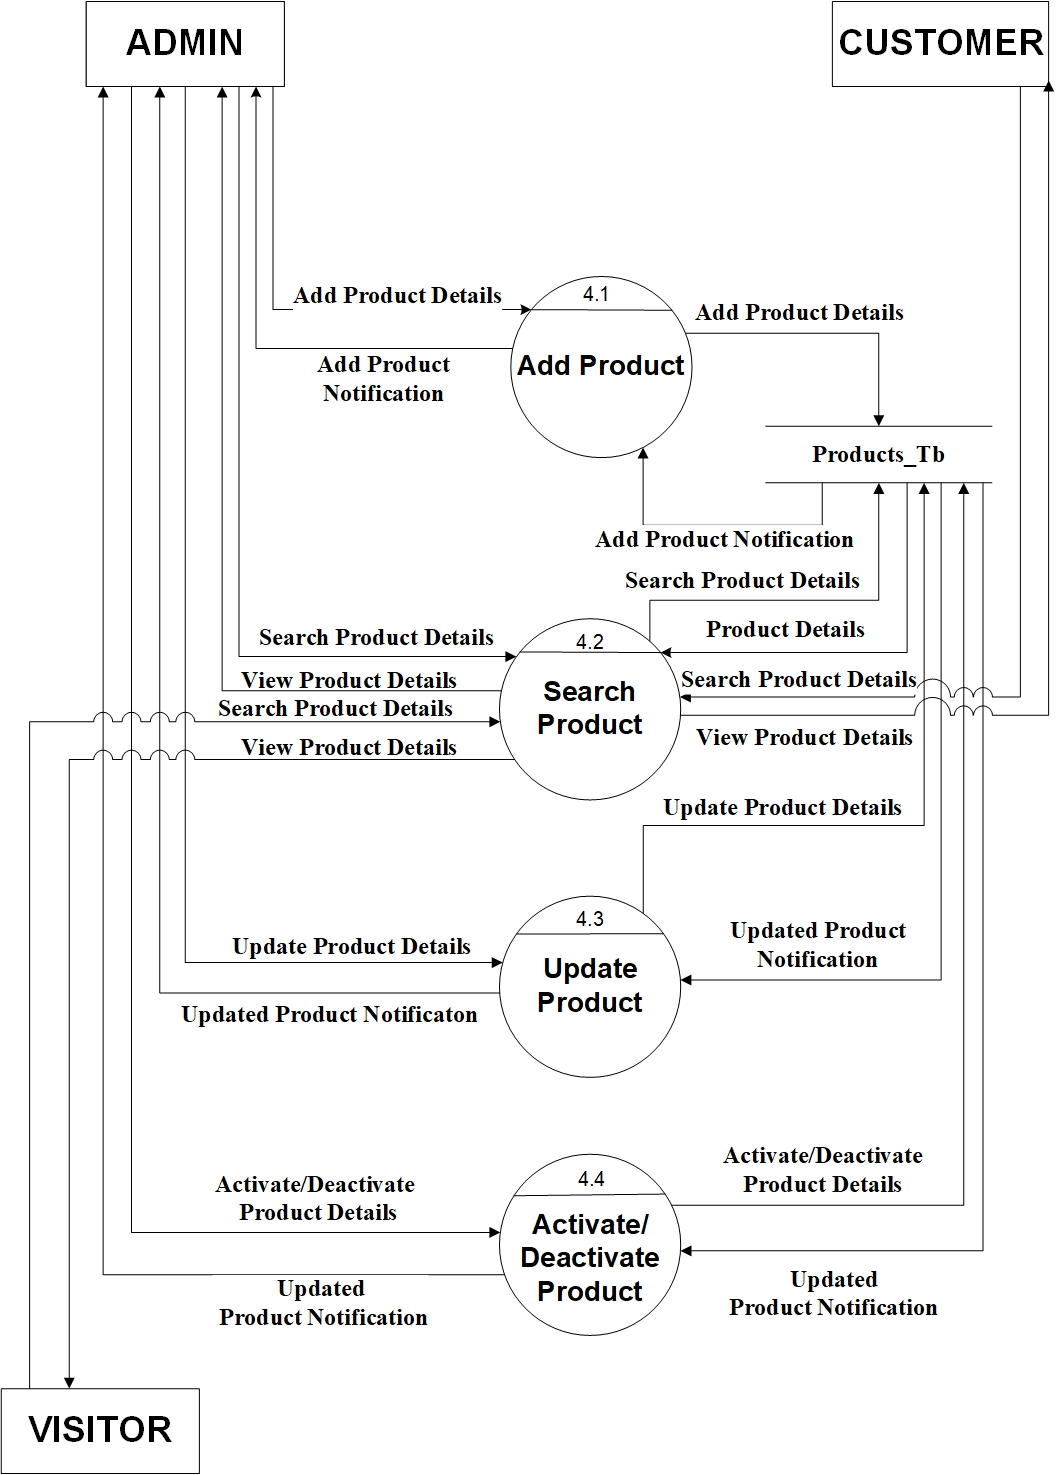 ADMIN
CUSTOMER
Add Product Details
4.1
Add Product Details
Add Product
Add Product
Notification
Products_Tb
Add Product Notification
Search Product Details
Search Product Details
4.2
Product Details
View Product Details
Search Product Details
Search
Product
Search Product Details
View Product Details
View Product Details
Update Product Details
4.3
Update Product Details
Updated Product
Notification
Update
Product
Updated Product Notificaton
Activate/Deactivate
Product Details
4.4
Activate/Deactivate
Product Details
Activate/
Deactivate
Product
Updated
Product Notification
Updated
Product Notification
VISITOR